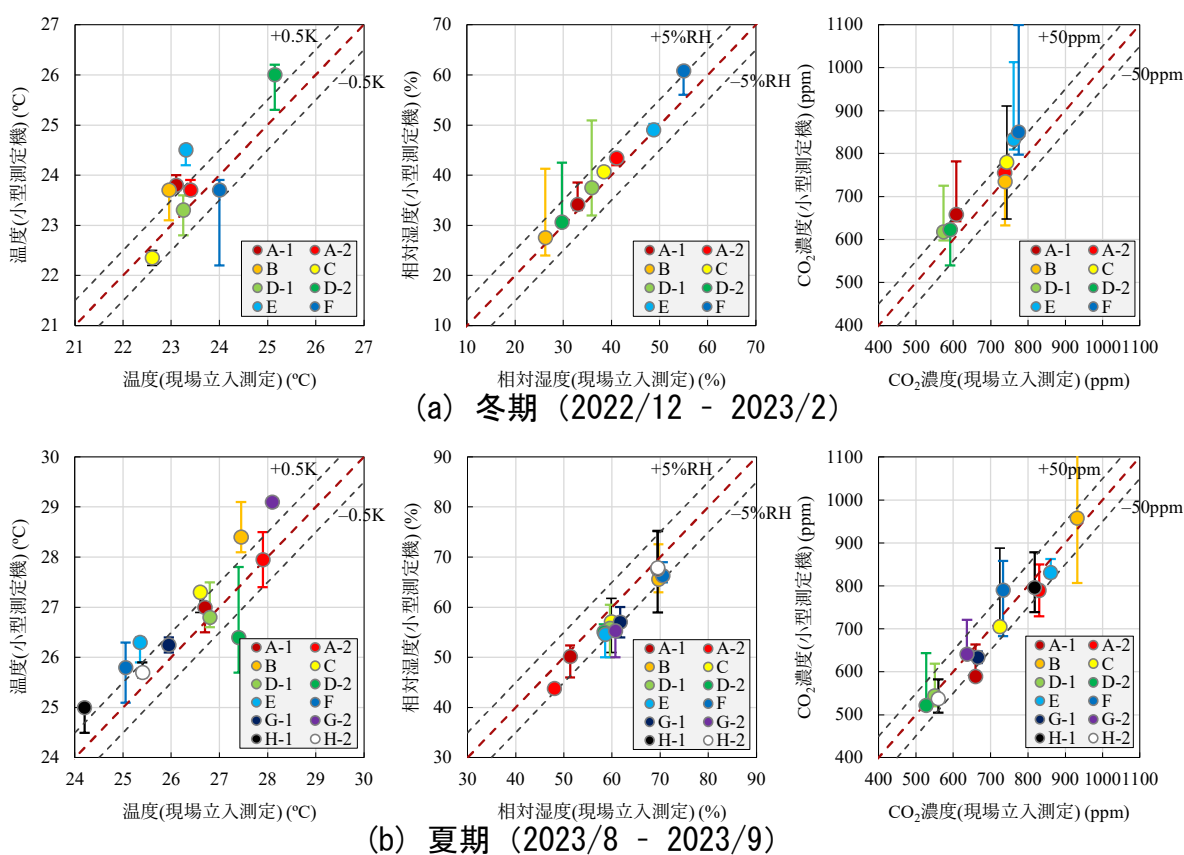 温度(小型測定機) (ºC)
27
26
25
24
23
22
21
+0.5K
−0.5K
A-1 A-2
B C
D-1 D-2
E F
21 22 23 24 25 26 27
温度(現場立入測定) (ºC)
相対湿度(小型測定機) (%)
70
60
50
40
30
20
10
+5%RH
−5%RH
A-1 A-2
B C
D-1 D-2
E F
10 20 30 40 50 60 70
相対湿度(現場立入測定) (%)
CO₂濃度(小型測定機) (ppm)
1100
1000
900
800
700
600
500
400
+50ppm
−50ppm
A-1 A-2
B C
D-1 D-2
E F
400 500 600 700 800 900 1000 1100
CO₂濃度(現場立入測定) (ppm)
(a) 冬期 (2022/12 - 2023/2)
温度(小型測定機) (ºC)
30
29
28
27
26
25
24
+0.5K
−0.5K
A-1 A-2
B C
D-1 D-2
E F
G-1 G-2
H-1 H-2
24 25 26 27 28 29 30
温度(現場立入測定) (ºC)
相対湿度(小型測定機) (%)
90
80
70
60
50
40
30
+5%RH
−5%RH
A-1 A-2
B C
D-1 D-2
E F
G-1 G-2
H-1 H-2
30 40 50 60 70 80 90
相対湿度(現場立入測定) (%)
CO₂濃度(小型測定機) (ppm)
1100
1000
900
800
700
600
500
400
+50ppm
−50ppm
A-1 A-2
B C
D-1 D-2
E F
G-1 G-2
H-1 H-2
400 500 600 700 800 900 1000 1100
CO₂濃度(現場立入測定) (ppm)
(b) 夏期 (2023/8 - 2023/9)